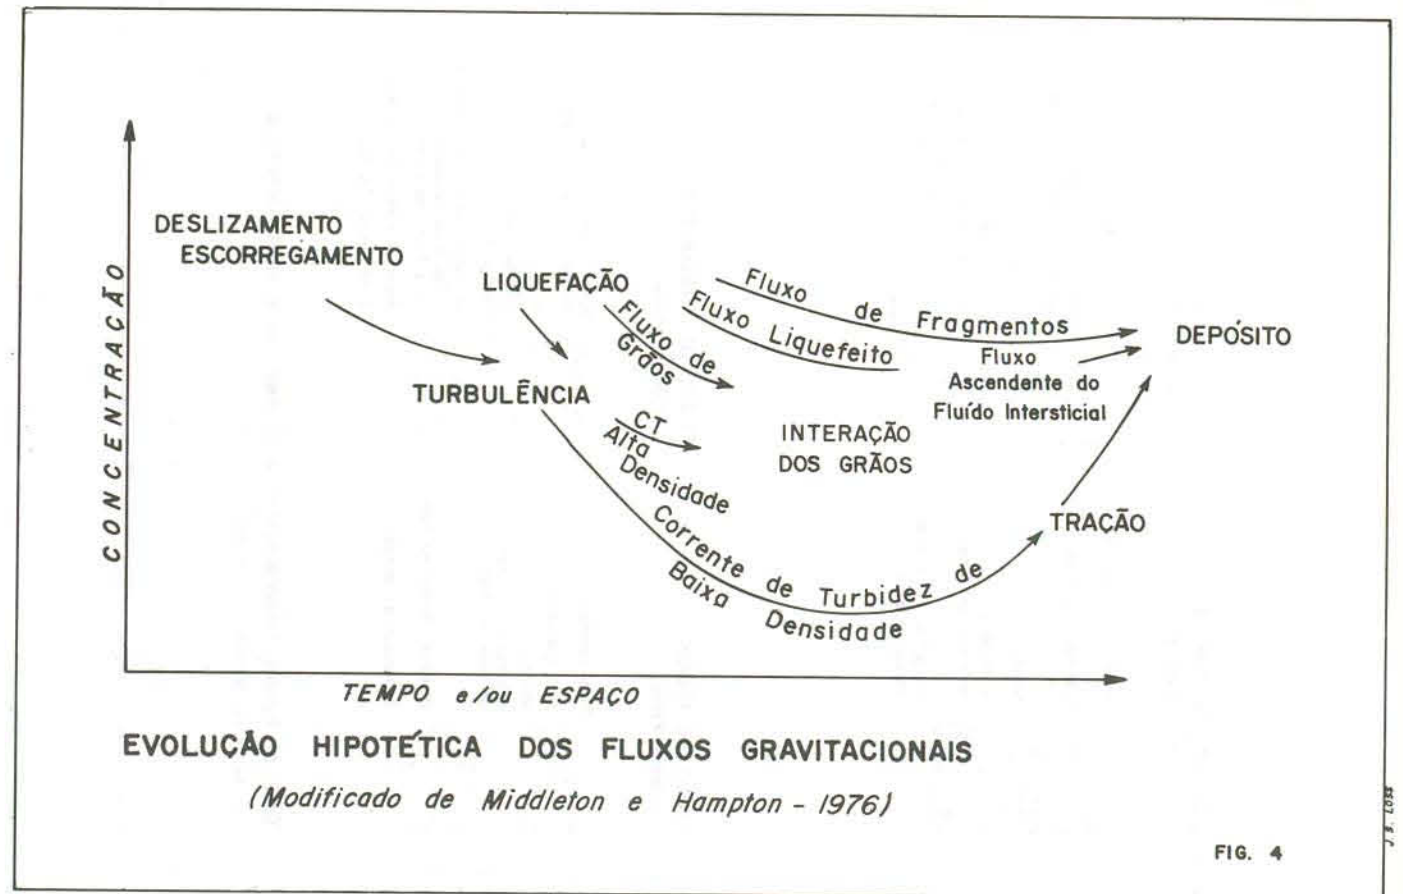 CONCENTRAÇÃO
DESLIZAMENTO
ESCORREGAMENTO
LIQUEFAÇÃO
TURBULÊNCIA
Fluxo de
Grãos
CT
Alta
Densidade
Fluxo de Fragmentos
Fluxo Liquefeito
Fluxo
Ascendente do
Fluído Intersticial
DEPÓSITO
INTERAÇÃO
DOS GRÃOS
TRAÇÃO
Corrente de Turbidez de
Baixa Densidade
TEMPO e/ou ESPAÇO
EVOLUÇÃO HIPOTÉTICA DOS FLUXOS GRAVITACIONAIS
(Modificado de Middleton e Hampton - 1976)
FIG. 4
J. B. LOSS